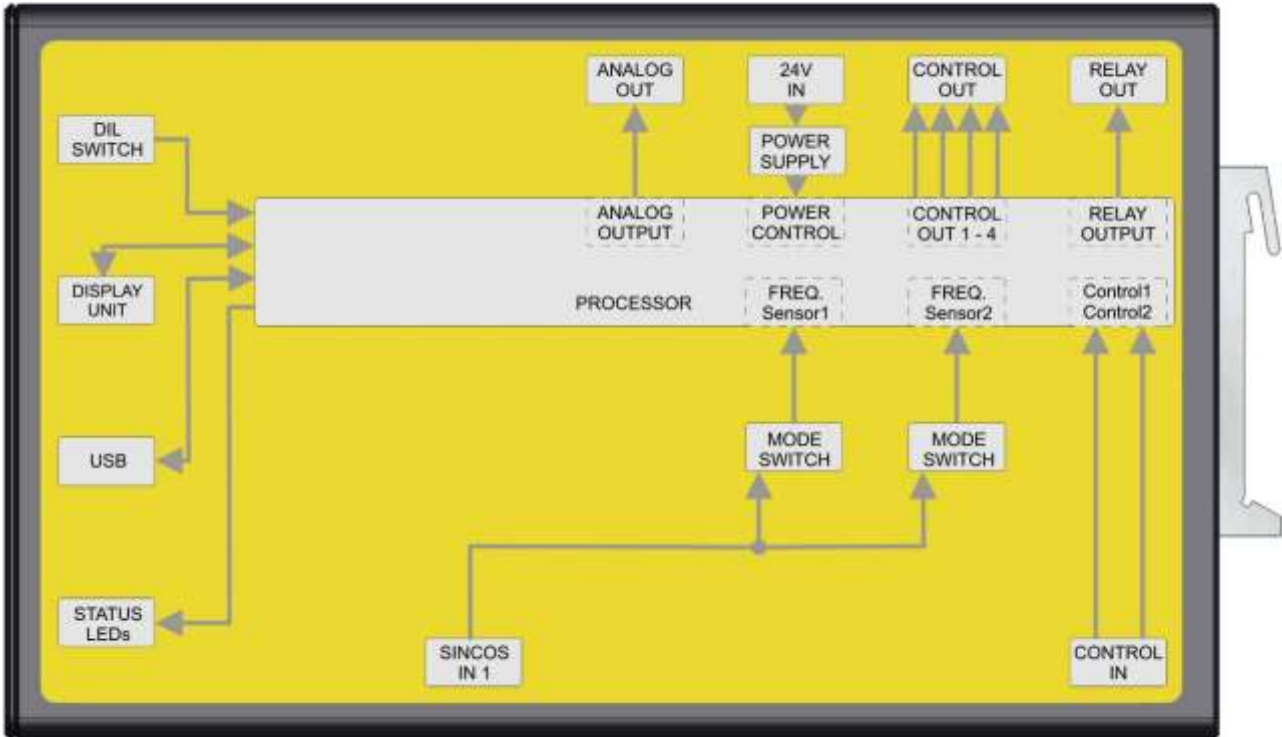 ANALOG
OUT
24V
IN
CONTROL
OUT
RELAY
OUT
DIL
SWITCH
POWER
SUPPLY
ANALOG
OUTPUT
POWER
CONTROL
CONTROL
OUT 1 - 4
RELAY
OUTPUT
DISPLAY
UNIT
PROCESSOR
FREQ.
Sensor1
FREQ.
Sensor2
Control1
Control2
USB
MODE
SWITCH
MODE
SWITCH
STATUS
LEDs
SINCOS
IN 1
CONTROL
IN